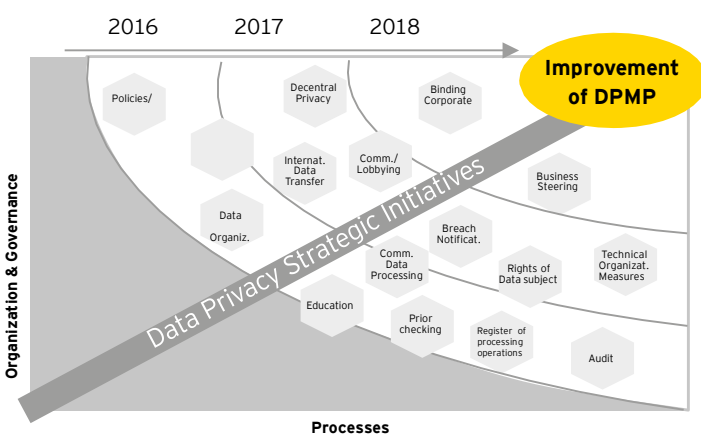 2016
2017
2018
Improvement
of DPMP
Policies/
Decentral
Privacy
Binding
Corporate
Internat.
Data
Transfer
Comm./
Lobbying
Business
Steering
Data
Organiz.
Breach
Notificat.
Comm.
Data
Processing
Rights of
Data subject
Technical
Organizat.
Measures
Education
Prior
checking
Register of
processing
operations
Audit
Data Privacy Strategic Initiatives
Organization & Governance
Processes